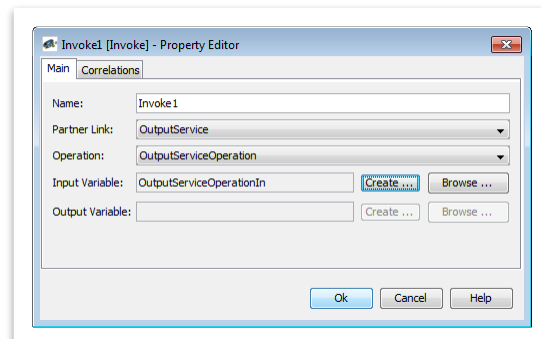 Invoke1 [Invoke] - Property Editor
Main Correlations
Name: Invoke1
Partner Link: OutputService
Operation: OutputServiceOperation
Input Variable: OutputServiceOperationIn Create ... Browse ...
Output Variable: Create ... Browse ...
Ok Cancel Help